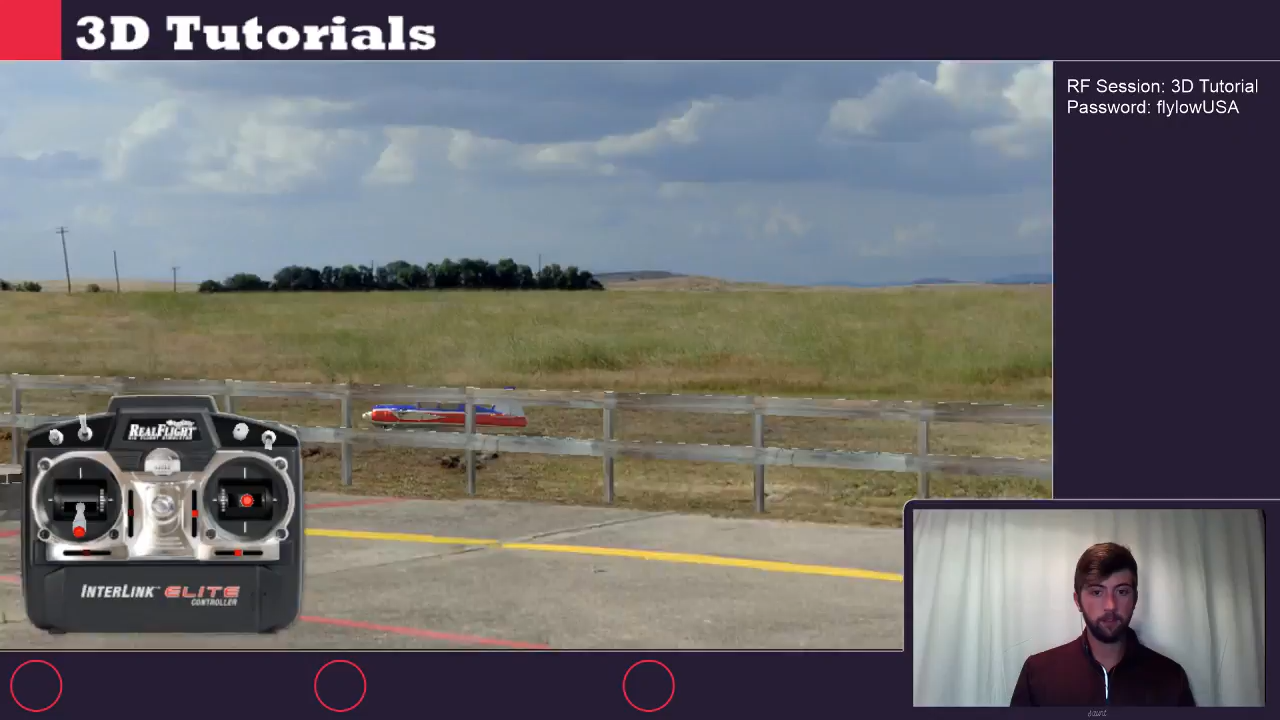 3D Tutorials
RF Session: 3D Tutorial
Password: flylowUSA
REALFLIGHT
INTERLINK ELITE
CONTROLLER